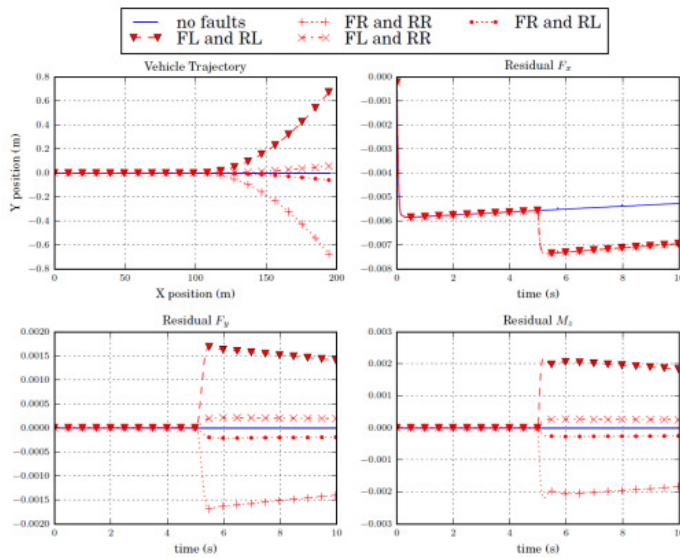 no faults FR and RR FR and RL
FL and RL FL and RR
Vehicle Trajectory
0.8
0.6
0.4
0.2
0.0
−0.2
−0.4
−0.6
−0.8
Y position (m)
0 50 100 150 200
X position (m)
Residual Fx
0.000
−0.001
−0.002
−0.003
−0.004
−0.005
−0.006
−0.007
−0.008
0 2 4 6 8 10
time (s)
Residual Fy
0.0020
0.0015
0.0010
0.0005
0.0000
−0.0005
−0.0010
−0.0015
−0.0020
0 2 4 6 8 10
time (s)
Residual Mz
0.003
0.002
0.001
0.000
−0.001
−0.002
−0.003
0 2 4 6 8 10
time (s)